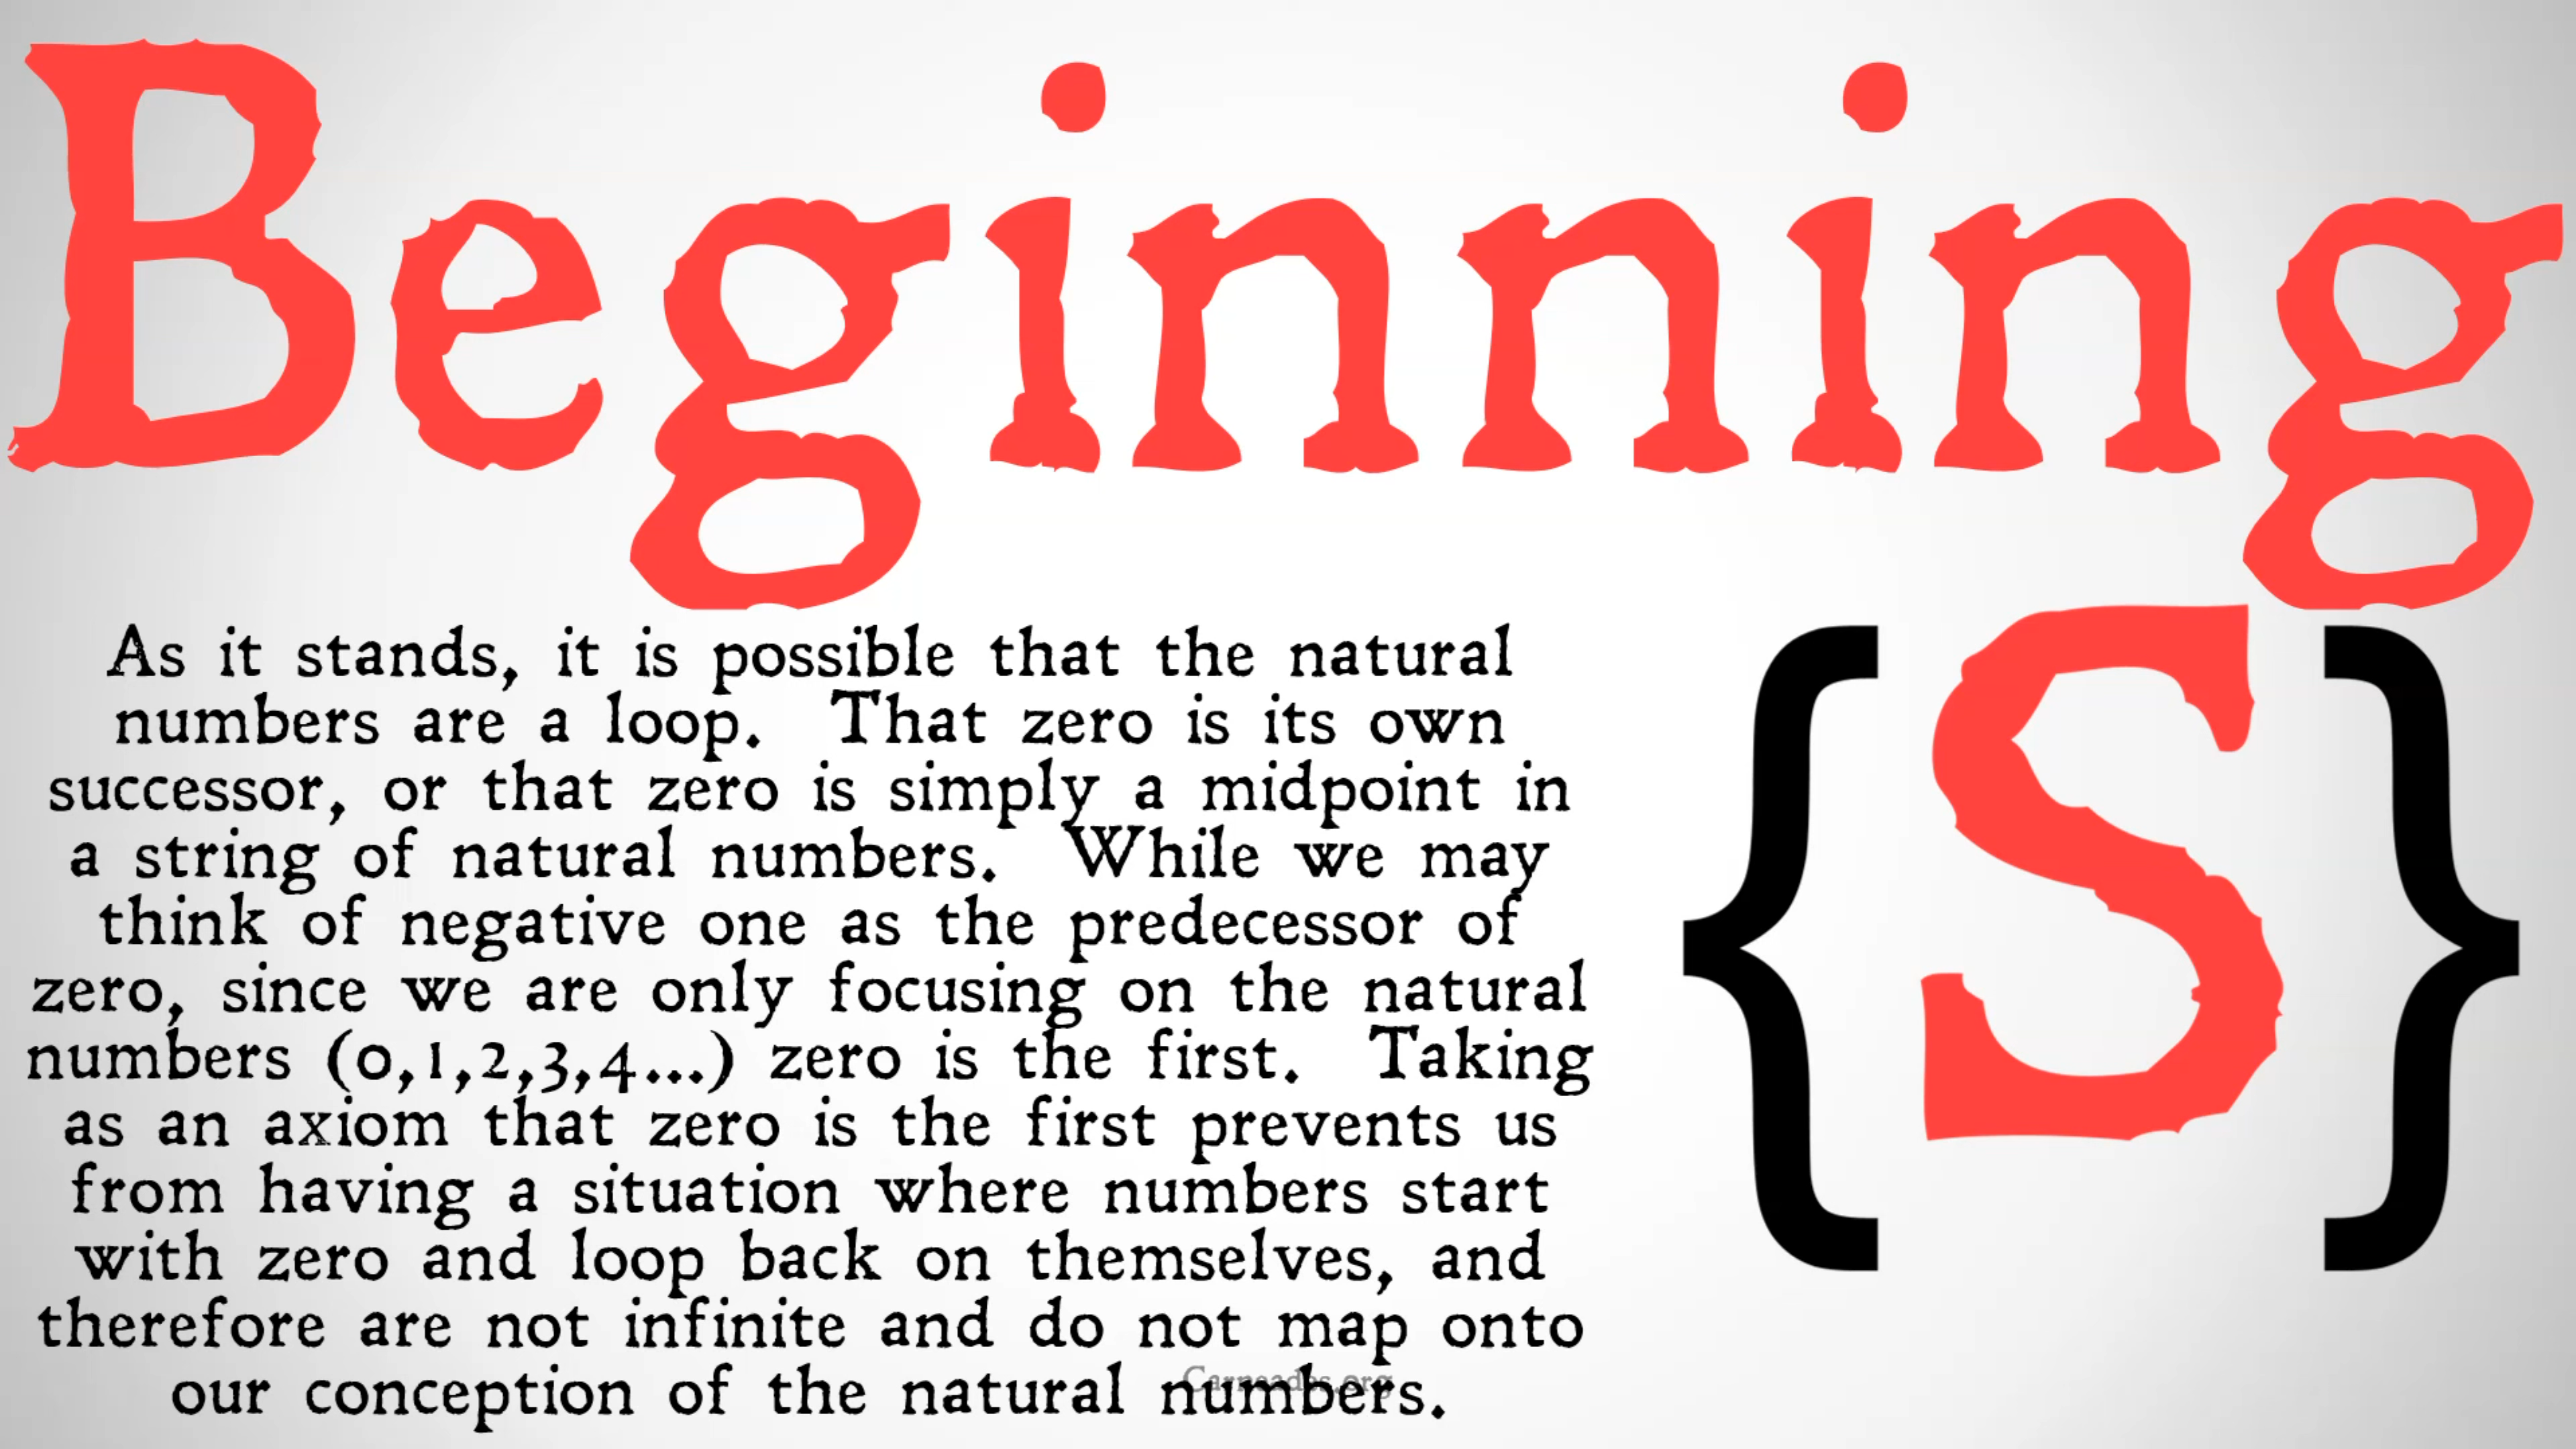 Beginning
As it stands, it is possible that the natural
numbers are a loop. That zero is its own
successor, or that zero is simply a midpoint in
a string of natural numbers. While we may
think of negative one as the predecessor of
zero, since we are only focusing on the natural
numbers (0,1,2,3,4...) zero is the first. Taking
as an axiom that zero is the first prevents us
from having a situation where numbers start
with zero and loop back on themselves, and
therefore are not infinite and do not map onto
our conception of the natural numbers.
{S}
Carneades.org